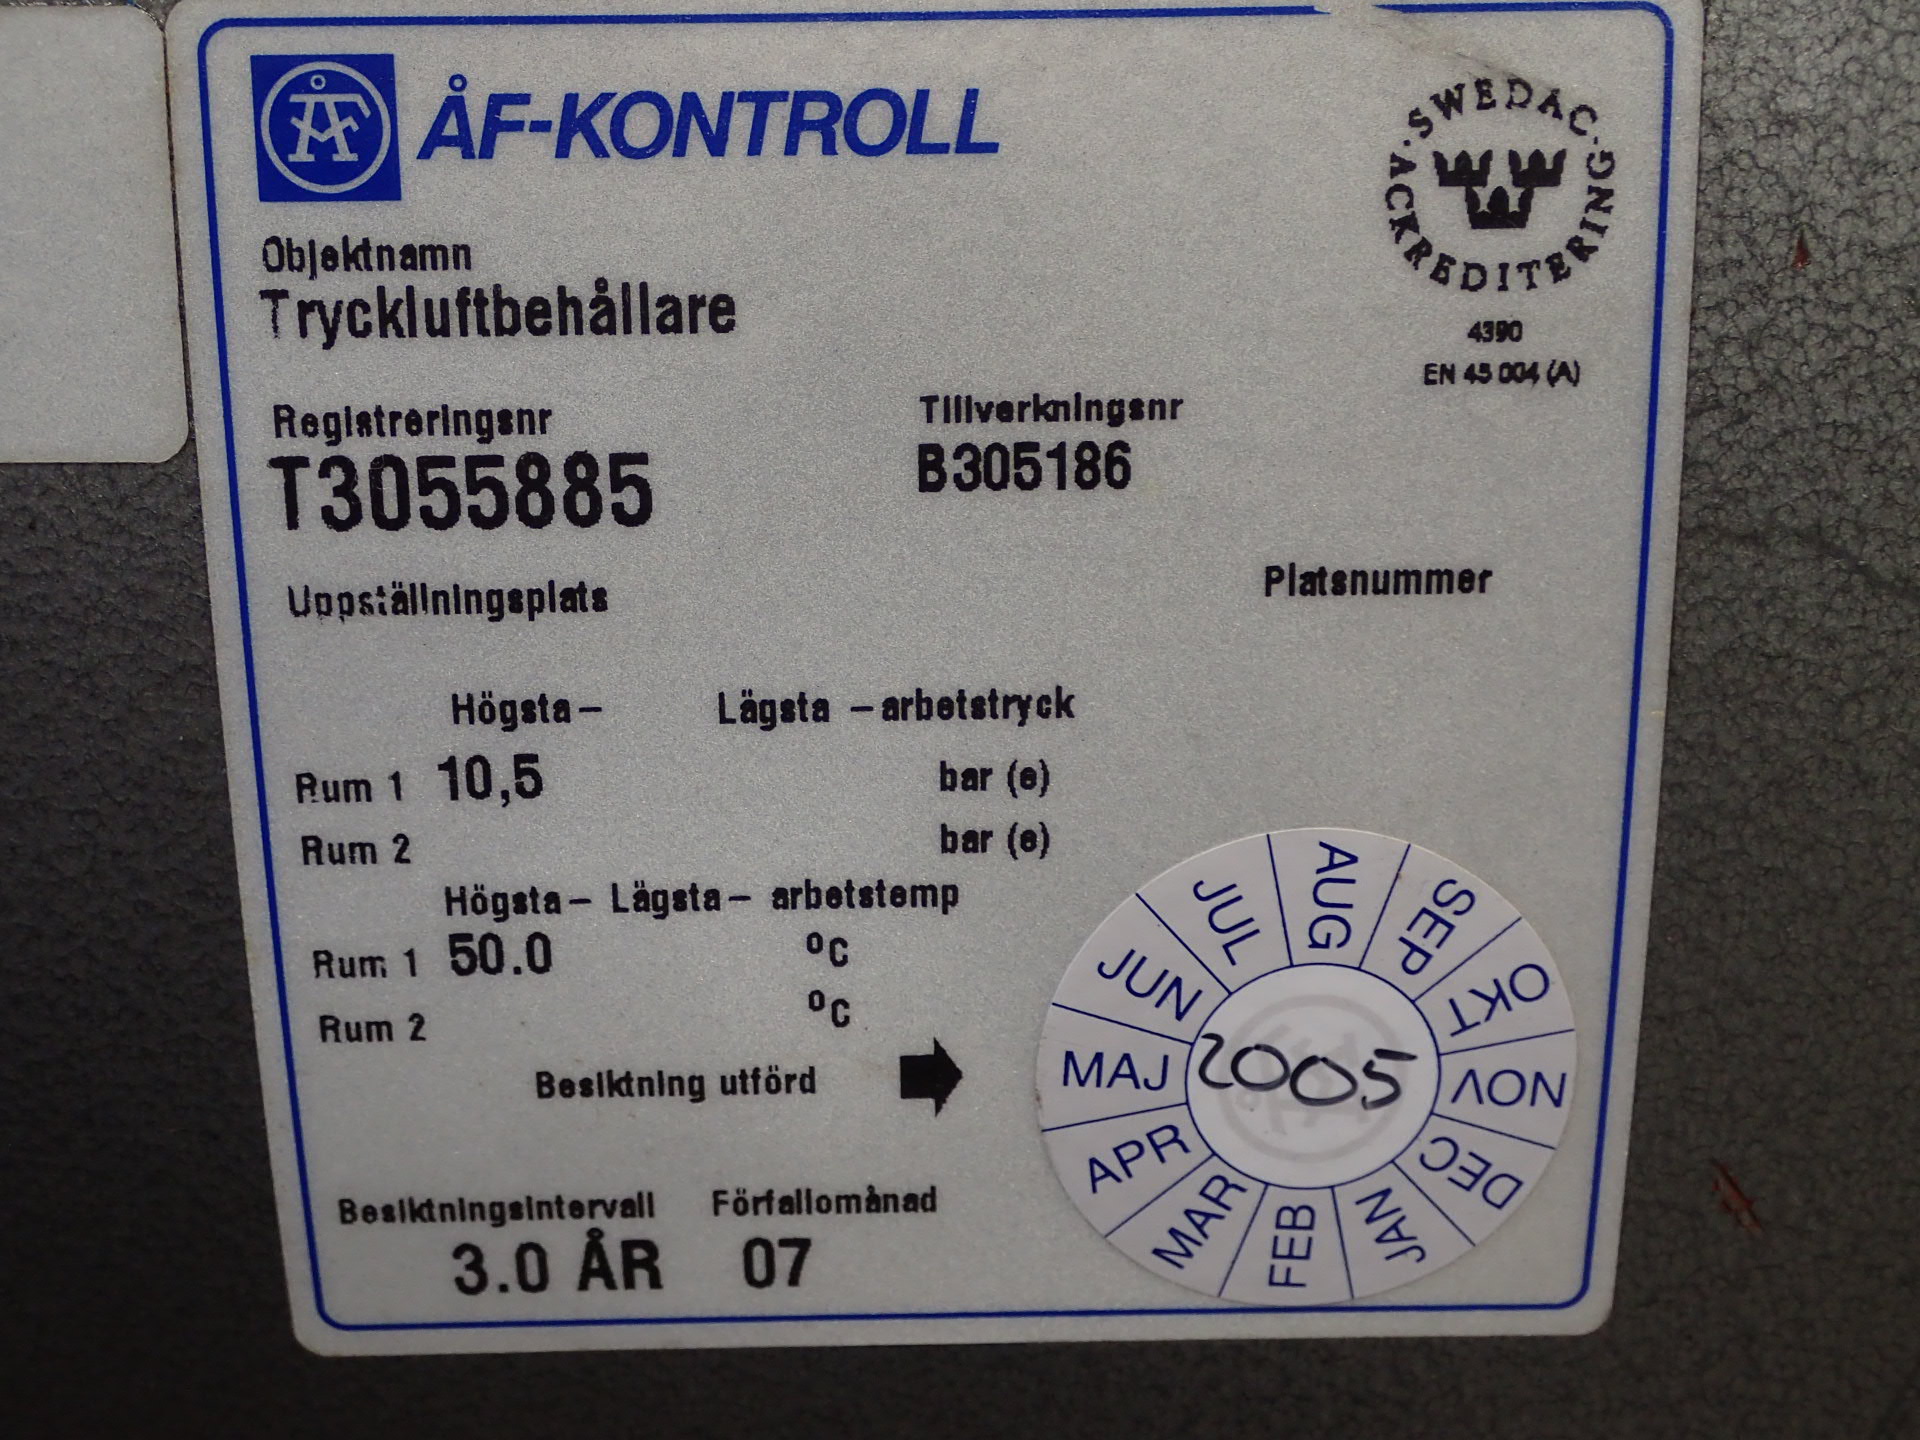 ÅF ÅF-KONTROLL
SWEDAC
ACKREDITERING
4390
EN 45 004 (A)
Objektnamn
Tryckluftbehållare
Registreringsnr Tillverkningsnr
T3055885 B305186
Uppställningsplats Platsnummer
Högsta- Lägsta -arbetstryck
Rum 1 10,5 bar (e)
Rum 2 bar (e)
Högsta- Lägsta- arbetstemp
Rum 1 50.0 °C
Rum 2 °C
Besiktning utförd
Besiktningsintervall Förfallomånad
3.0 ÅR 07
JAN
FEB
MAR
APR
MAJ
JUN
JUL
AUG
SEP
OKT
NOV
DEC
2005
ÅF